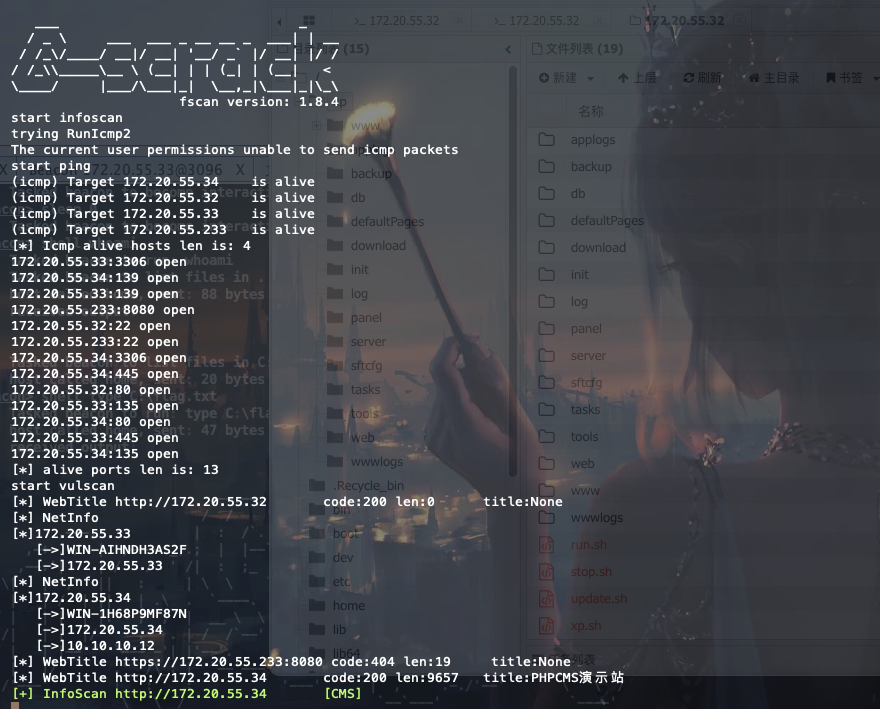 fscan version: 1.8.4
start infoscan
trying RunIcmp2
The current user permissions unable to send icmp packets
start ping
(icmp) Target 172.20.55.34    is alive
(icmp) Target 172.20.55.32    is alive
(icmp) Target 172.20.55.33    is alive
(icmp) Target 172.20.55.233   is alive
[*] Icmp alive hosts len is: 4
172.20.55.33:3306 open
172.20.55.34:139 open
172.20.55.33:139 open
172.20.55.233:8080 open
172.20.55.32:22 open
172.20.55.233:22 open
172.20.55.34:3306 open
172.20.55.34:445 open
172.20.55.32:80 open
172.20.55.33:135 open
172.20.55.34:80 open
172.20.55.33:445 open
172.20.55.34:135 open
[*] alive ports len is: 13
start vulscan
[*] WebTitle http://172.20.55.32       code:200 len:0      title:None
[*] NetInfo
[*]172.20.55.33
[->]WIN-AIHNDH3AS2F
[->]172.20.55.33
[*] NetInfo
[*]172.20.55.34
[->]WIN-1H68P9MF87N
[->]172.20.55.34
[->]10.10.10.12
[*] WebTitle https://172.20.55.233:8080 code:404 len:19     title:None
[*] WebTitle http://172.20.55.34       code:200 len:9657   title:PHPCMS演示站
[+] InfoScan http://172.20.55.34       [CMS]
172.20.55.32
172.20.55.32
172.20.55.32
(15)
www
backup
db
defaultPages
download
init
log
panel
server
sftcfg
tasks
tools
web
wwwlogs
.Recycle_bin
bin
boot
dev
etc
home
lib
lib64
文件列表 (19)
新建
上层
刷新
主目录
书签
名称
applogs
backup
db
defaultPages
download
init
log
panel
server
sftcfg
tasks
tools
web
www
wwwlogs
run.sh
stop.sh
update.sh
xp.sh